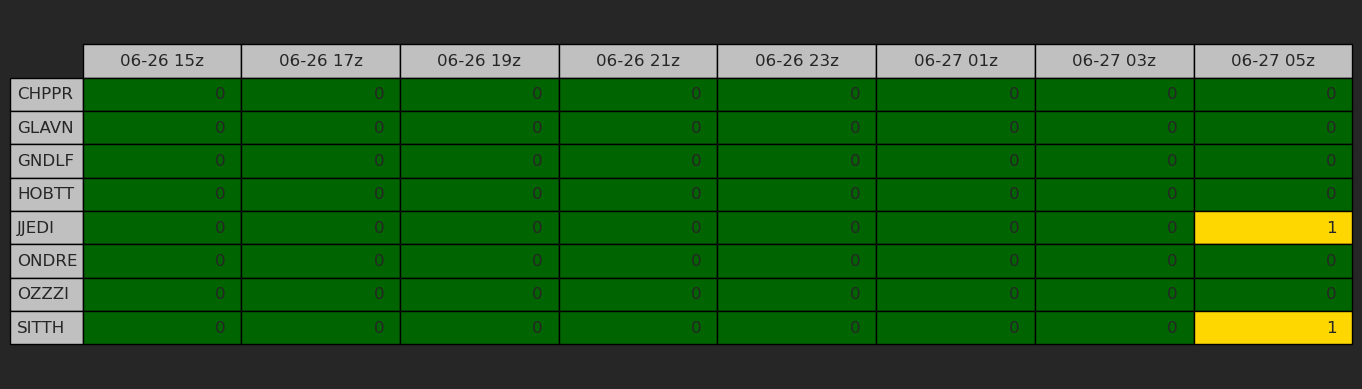 06-26 15z 06-26 17z 06-26 19z 06-26 21z 06-26 23z 06-27 01z 06-27 03z 06-27 05z
CHPPR 0 0 0 0 0 0 0 0
GLAVN 0 0 0 0 0 0 0 0
GNDLF 0 0 0 0 0 0 0 0
HOBTT 0 0 0 0 0 0 0 0
JJEDI 0 0 0 0 0 0 0 1
ONDRE 0 0 0 0 0 0 0 0
OZZZI 0 0 0 0 0 0 0 0
SITTH 0 0 0 0 0 0 0 1